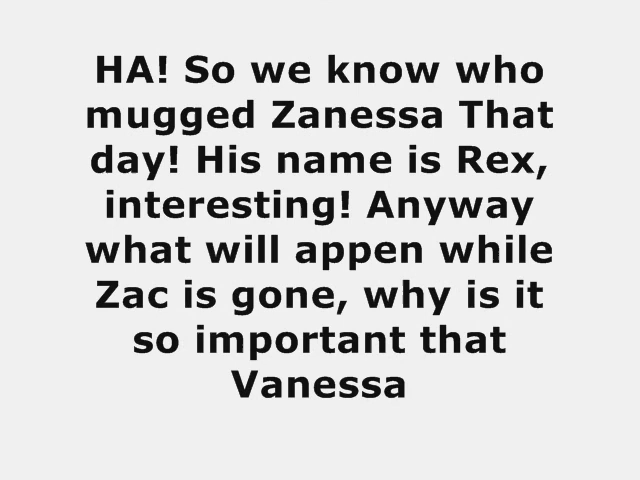 HA! So we know who
mugged Zanessa That
day! His name is Rex,
interesting! Anyway
what will appen while
Zac is gone, why is it
so important that
Vanessa